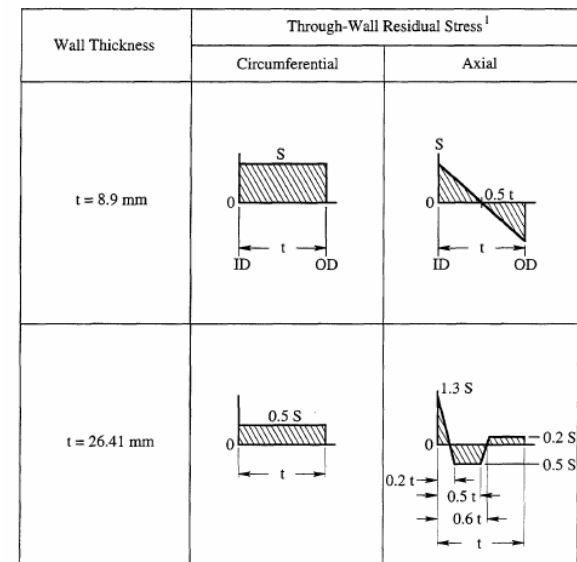 Wall Thickness
Through-Wall Residual Stress1
Circumferential
Axial
t = 8.9 mm
S
0
t
ID
OD
S
0.5 t
0
t
ID
OD
t = 26.41 mm
0.5 S
0
t
1.3 S
0
0.2 S
0.5 S
0.2 t
0.5 t
0.6 t
t